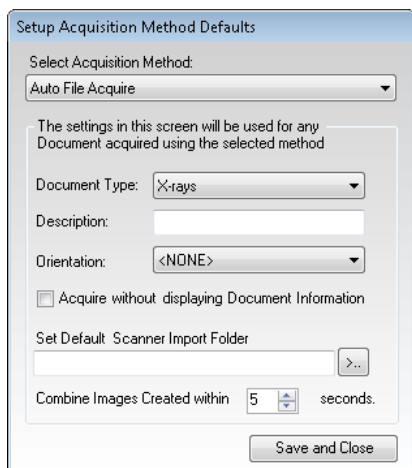 Setup Acquisition Method Defaults
Select Acquisition Method:
Auto File Acquire
The settings in this screen will be used for any
Document acquired using the selected method
Document Type: X-rays
Description:
Orientation: <NONE>
Acquire without displaying Document Information
Set Default Scanner Import Folder
>..
Combine Images Created within 5 seconds.
Save and Close